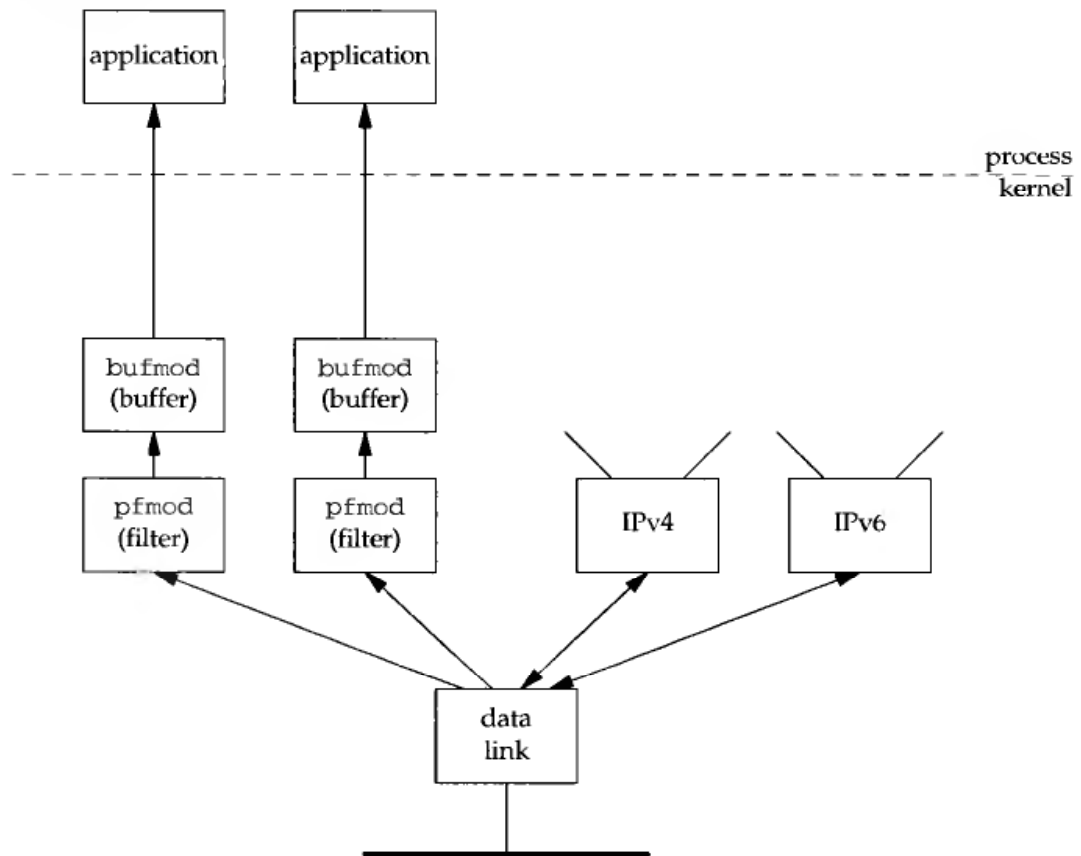 application
application
process
kernel
bufmod
(buffer)
bufmod
(buffer)
pfmod
(filter)
pfmod
(filter)
IPv4
IPv6
data
link